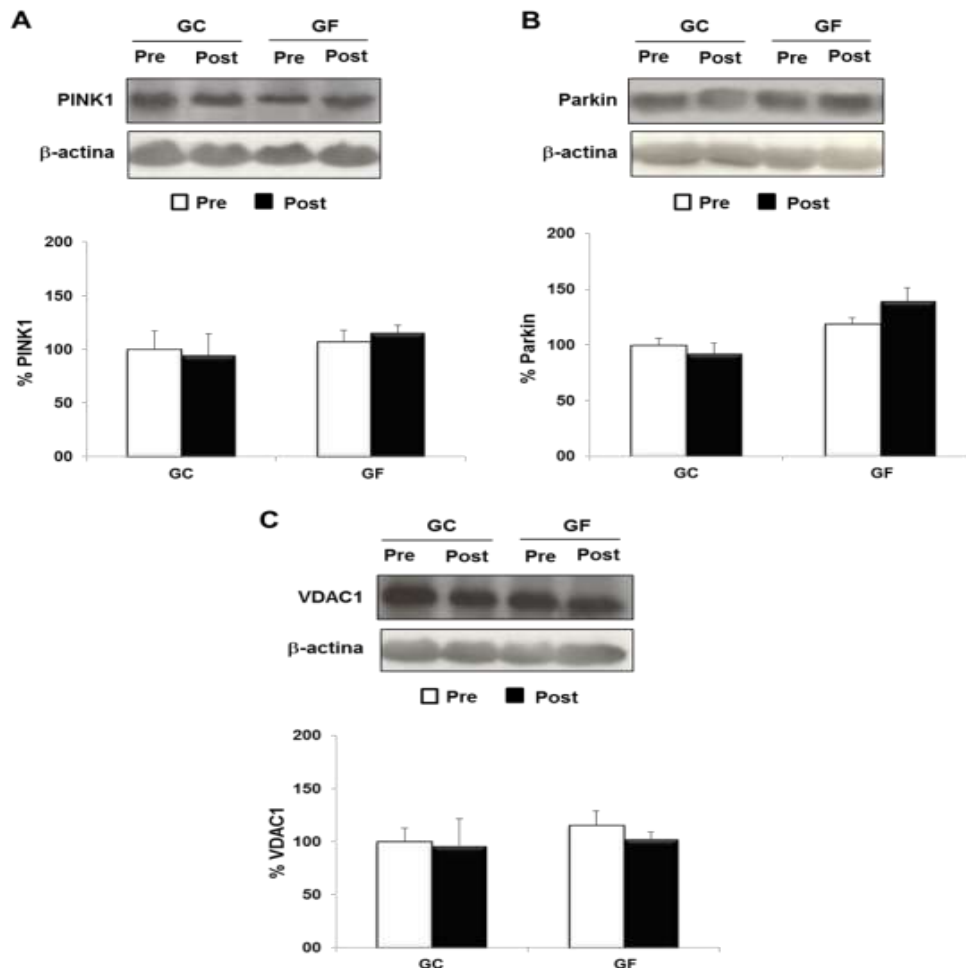 A
GC GF
Pre Post Pre Post
PINK1
β-actina
Pre Post
200
150
100
50
00
% PINK1
GC GF
B
GC GF
Pre Post Pre Post
Parkin
β-actina
Pre Post
200
150
100
50
00
% Parkin
GC GF
C
GC GF
Pre Post Pre Post
VDAC1
β-actina
Pre Post
200
150
100
50
00
% VDAC1
GC GF